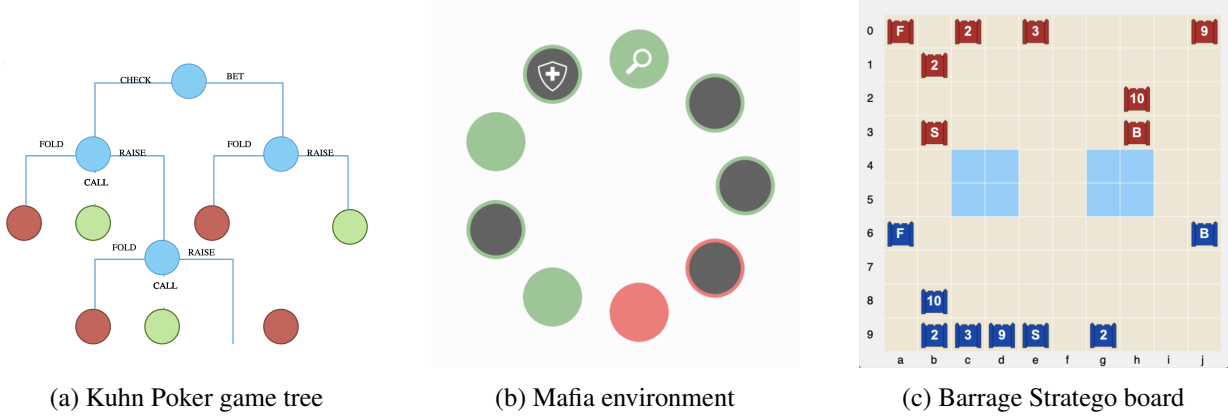 CHECK
BET
FOLD
RAISE
FOLD
RAISE
CALL
FOLD
RAISE
CALL
(a) Kuhn Poker game tree
(b) Mafia environment
0 F 2 3 9
1 2
2 10
3 S B
4
5
6 F B
7
8 10
9 2 3 9 S 2
a b c d e f g h i j
(c) Barrage Stratego board